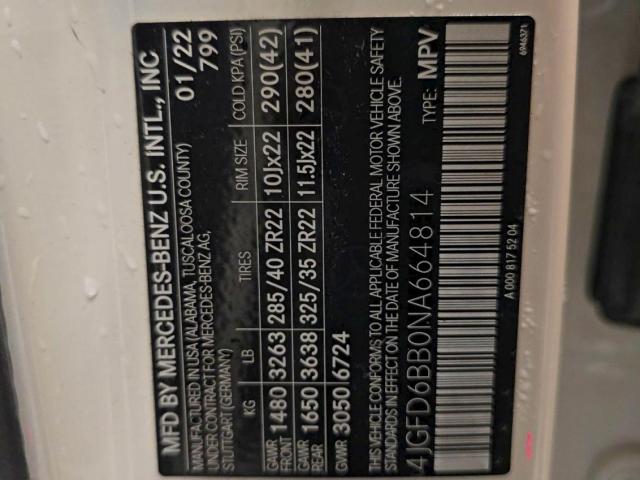 MFD BY MERCEDES-BENZ U.S. INTL., INC
MANUFACTURED IN USA (ALABAMA, TUSCALOOSA COUNTY) 01/22
UNDER CONTRACT FOR MERCEDES-BENZ AG, 799
STUTTGART (GERMANY)
KG LB TIRES RIM SIZE COLD KPA (PSI)
GAWR FRONT 1480 3263 285/40 ZR22 10Jx22 290(42)
GAWR REAR 1650 3638 325/35 ZR22 11.5Jx22 280(41)
GVWR 3050 6724
THIS VEHICLE CONFORMS TO ALL APPLICABLE FEDERAL MOTOR VEHICLE SAFETY
STANDARDS IN EFFECT ON THE DATE OF MANUFACTURE SHOWN ABOVE.
4JGFD6BB0NA664814 TYPE: MPV
A 000 817 52 04
6946371